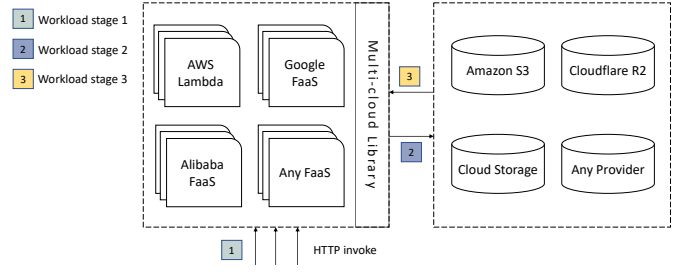 1 Workload stage 1
2 Workload stage 2
3 Workload stage 3
AWS
Lambda
Google
FaaS
Alibaba
FaaS
Any FaaS
Multi-cloud Library
3
2
Amazon S3
Cloudflare R2
Cloud Storage
Any Provider
1
HTTP invoke